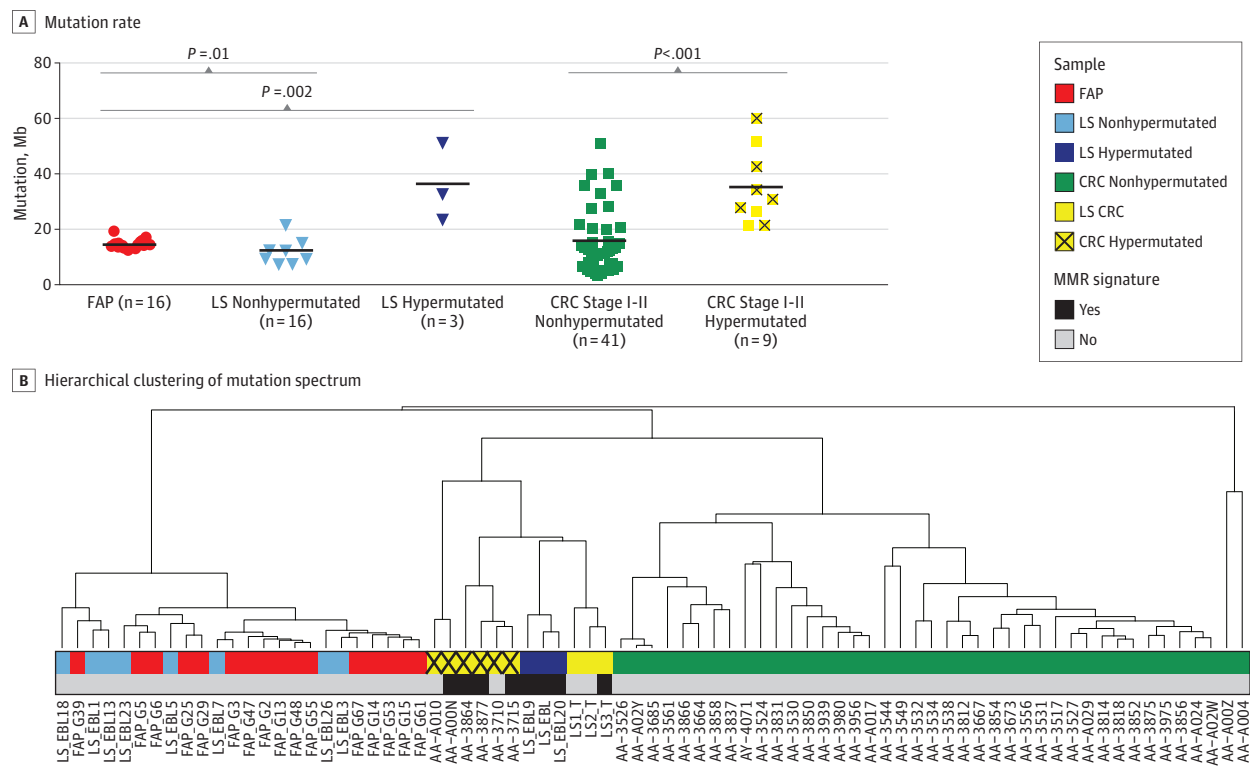 A Mutation rate
P = .01
P = .002
P<.001
Mutation, Mb
80
60
40
20
0
FAP (n = 16)
LS Nonhypermutated
(n = 16)
LS Hypermutated
(n = 3)
CRC Stage I-II
Nonhypermutated
(n = 41)
CRC Stage I-II
Hypermutated
(n = 9)
Sample
FAP
LS Nonhypermutated
LS Hypermutated
CRC Nonhypermutated
LS CRC
CRC Hypermutated
MMR signature
Yes
No
B Hierarchical clustering of mutation spectrum
LS_EBL18
FAP_G39
LS_EBL1
LS_EBL13
LS_EBL23
FAP_G5
FAP_G6
LS_EBL5
FAP_G25
FAP_G29
LS_EBL7
FAP_G3
FAP_G47
FAP_G2
FAP_G13
FAP_G48
FAP_G55
LS_EBL26
LS_EBL3
FAP_G67
FAP_G14
FAP_G53
FAP_G15
FAP_G61
AA-A010
AA-A00N
AA-3864
AA-3877
AA-3710
AA-3715
LS_EBL9
LS_EBL
LS_EBL20
LS1_T
LS2_T
LS3_T
AA-3526
AA-A02Y
AA-3685
AA-3561
AA-3866
AA-3664
AA-3858
AA-3837
AY-4071
AA-3524
AA-3831
AA-3530
AA-3850
AA-3939
AA-3980
AA-3956
AA-A017
AA-3544
AA-3549
AA-3532
AA-3534
AA-3538
AA-3812
AA-3667
AA-3854
AA-3673
AA-3556
AA-3531
AA-3517
AA-3527
AA-A029
AA-3814
AA-3818
AA-3852
AA-3875
AA-3975
AA-3856
AA-A024
AA-A02W
AA-A00Z
AA-A004